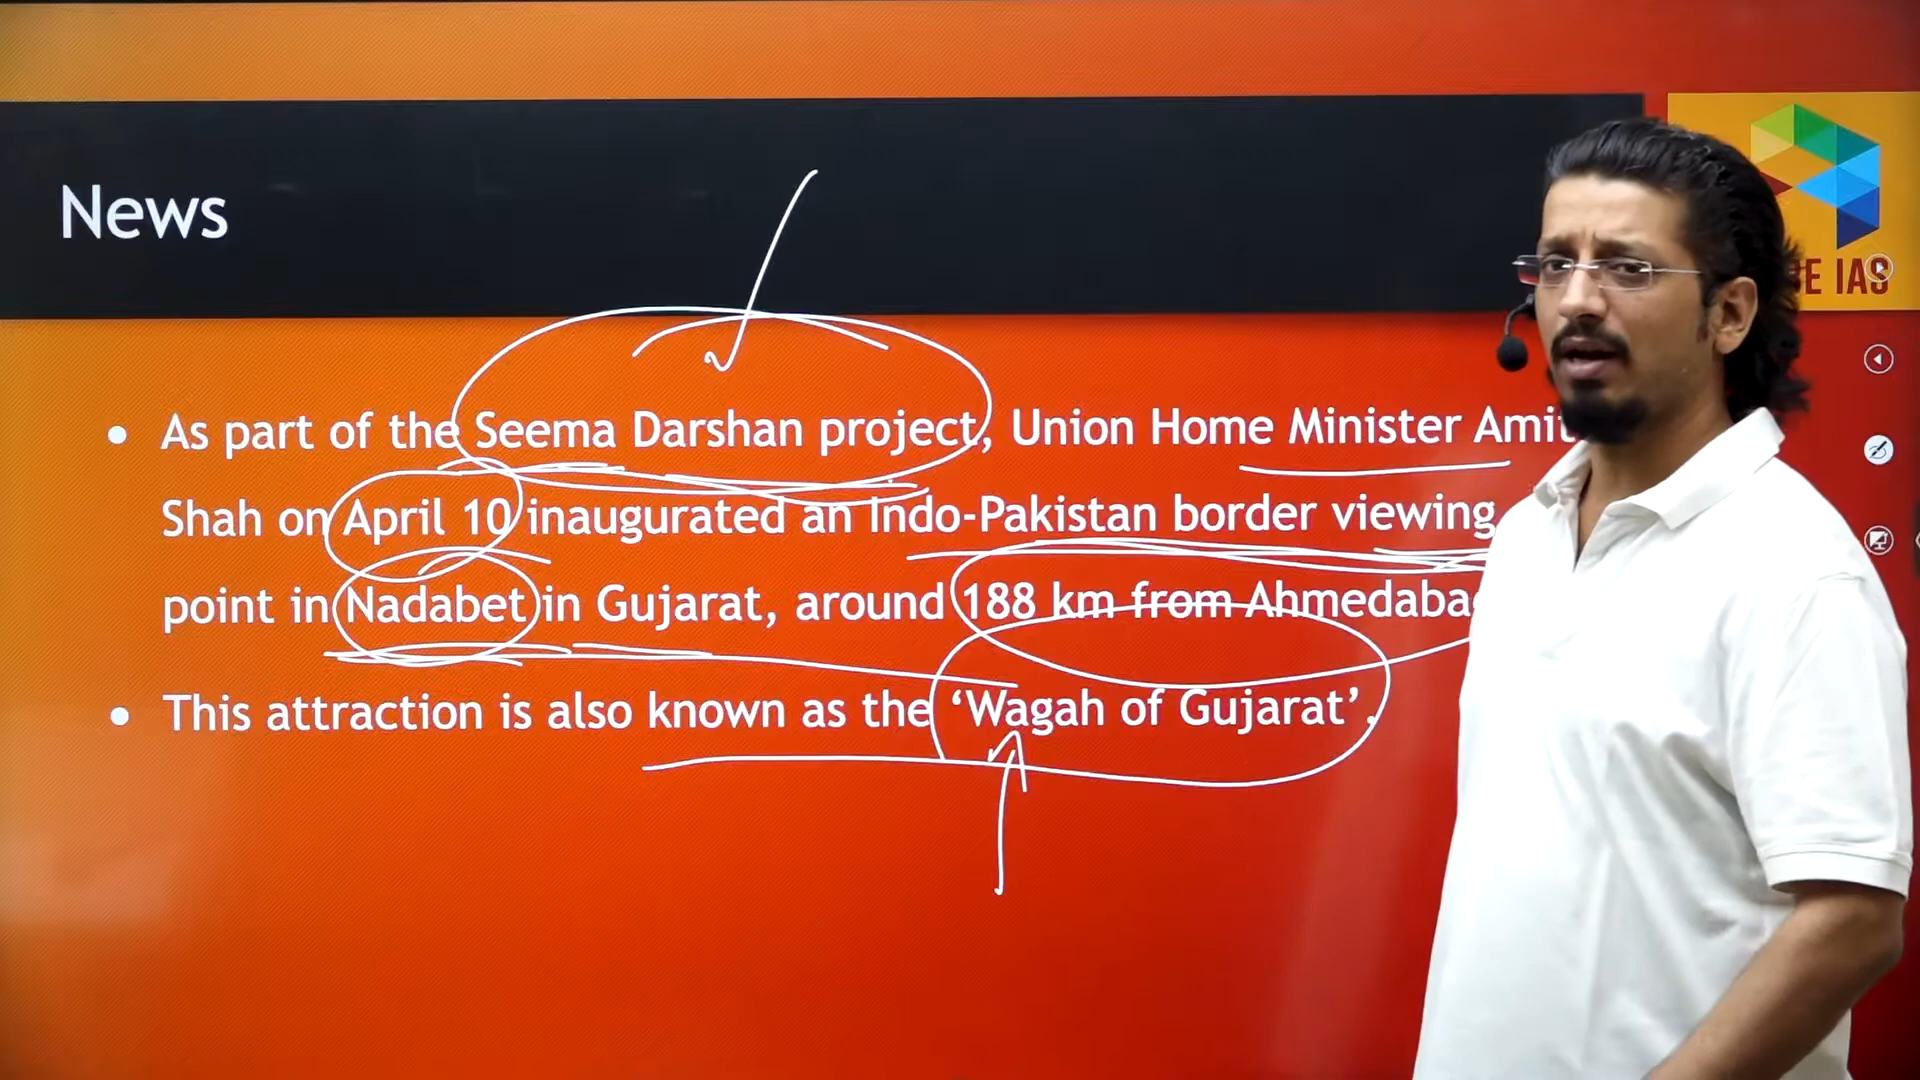 News
• As part of the Seema Darshan project, Union Home Minister Amit
Shah on April 10 inaugurated an Indo-Pakistan border viewing
point in Nadabet in Gujarat, around 188 km from Ahmedabad
• This attraction is also known as the ‘Wagah of Gujarat’.
IAS